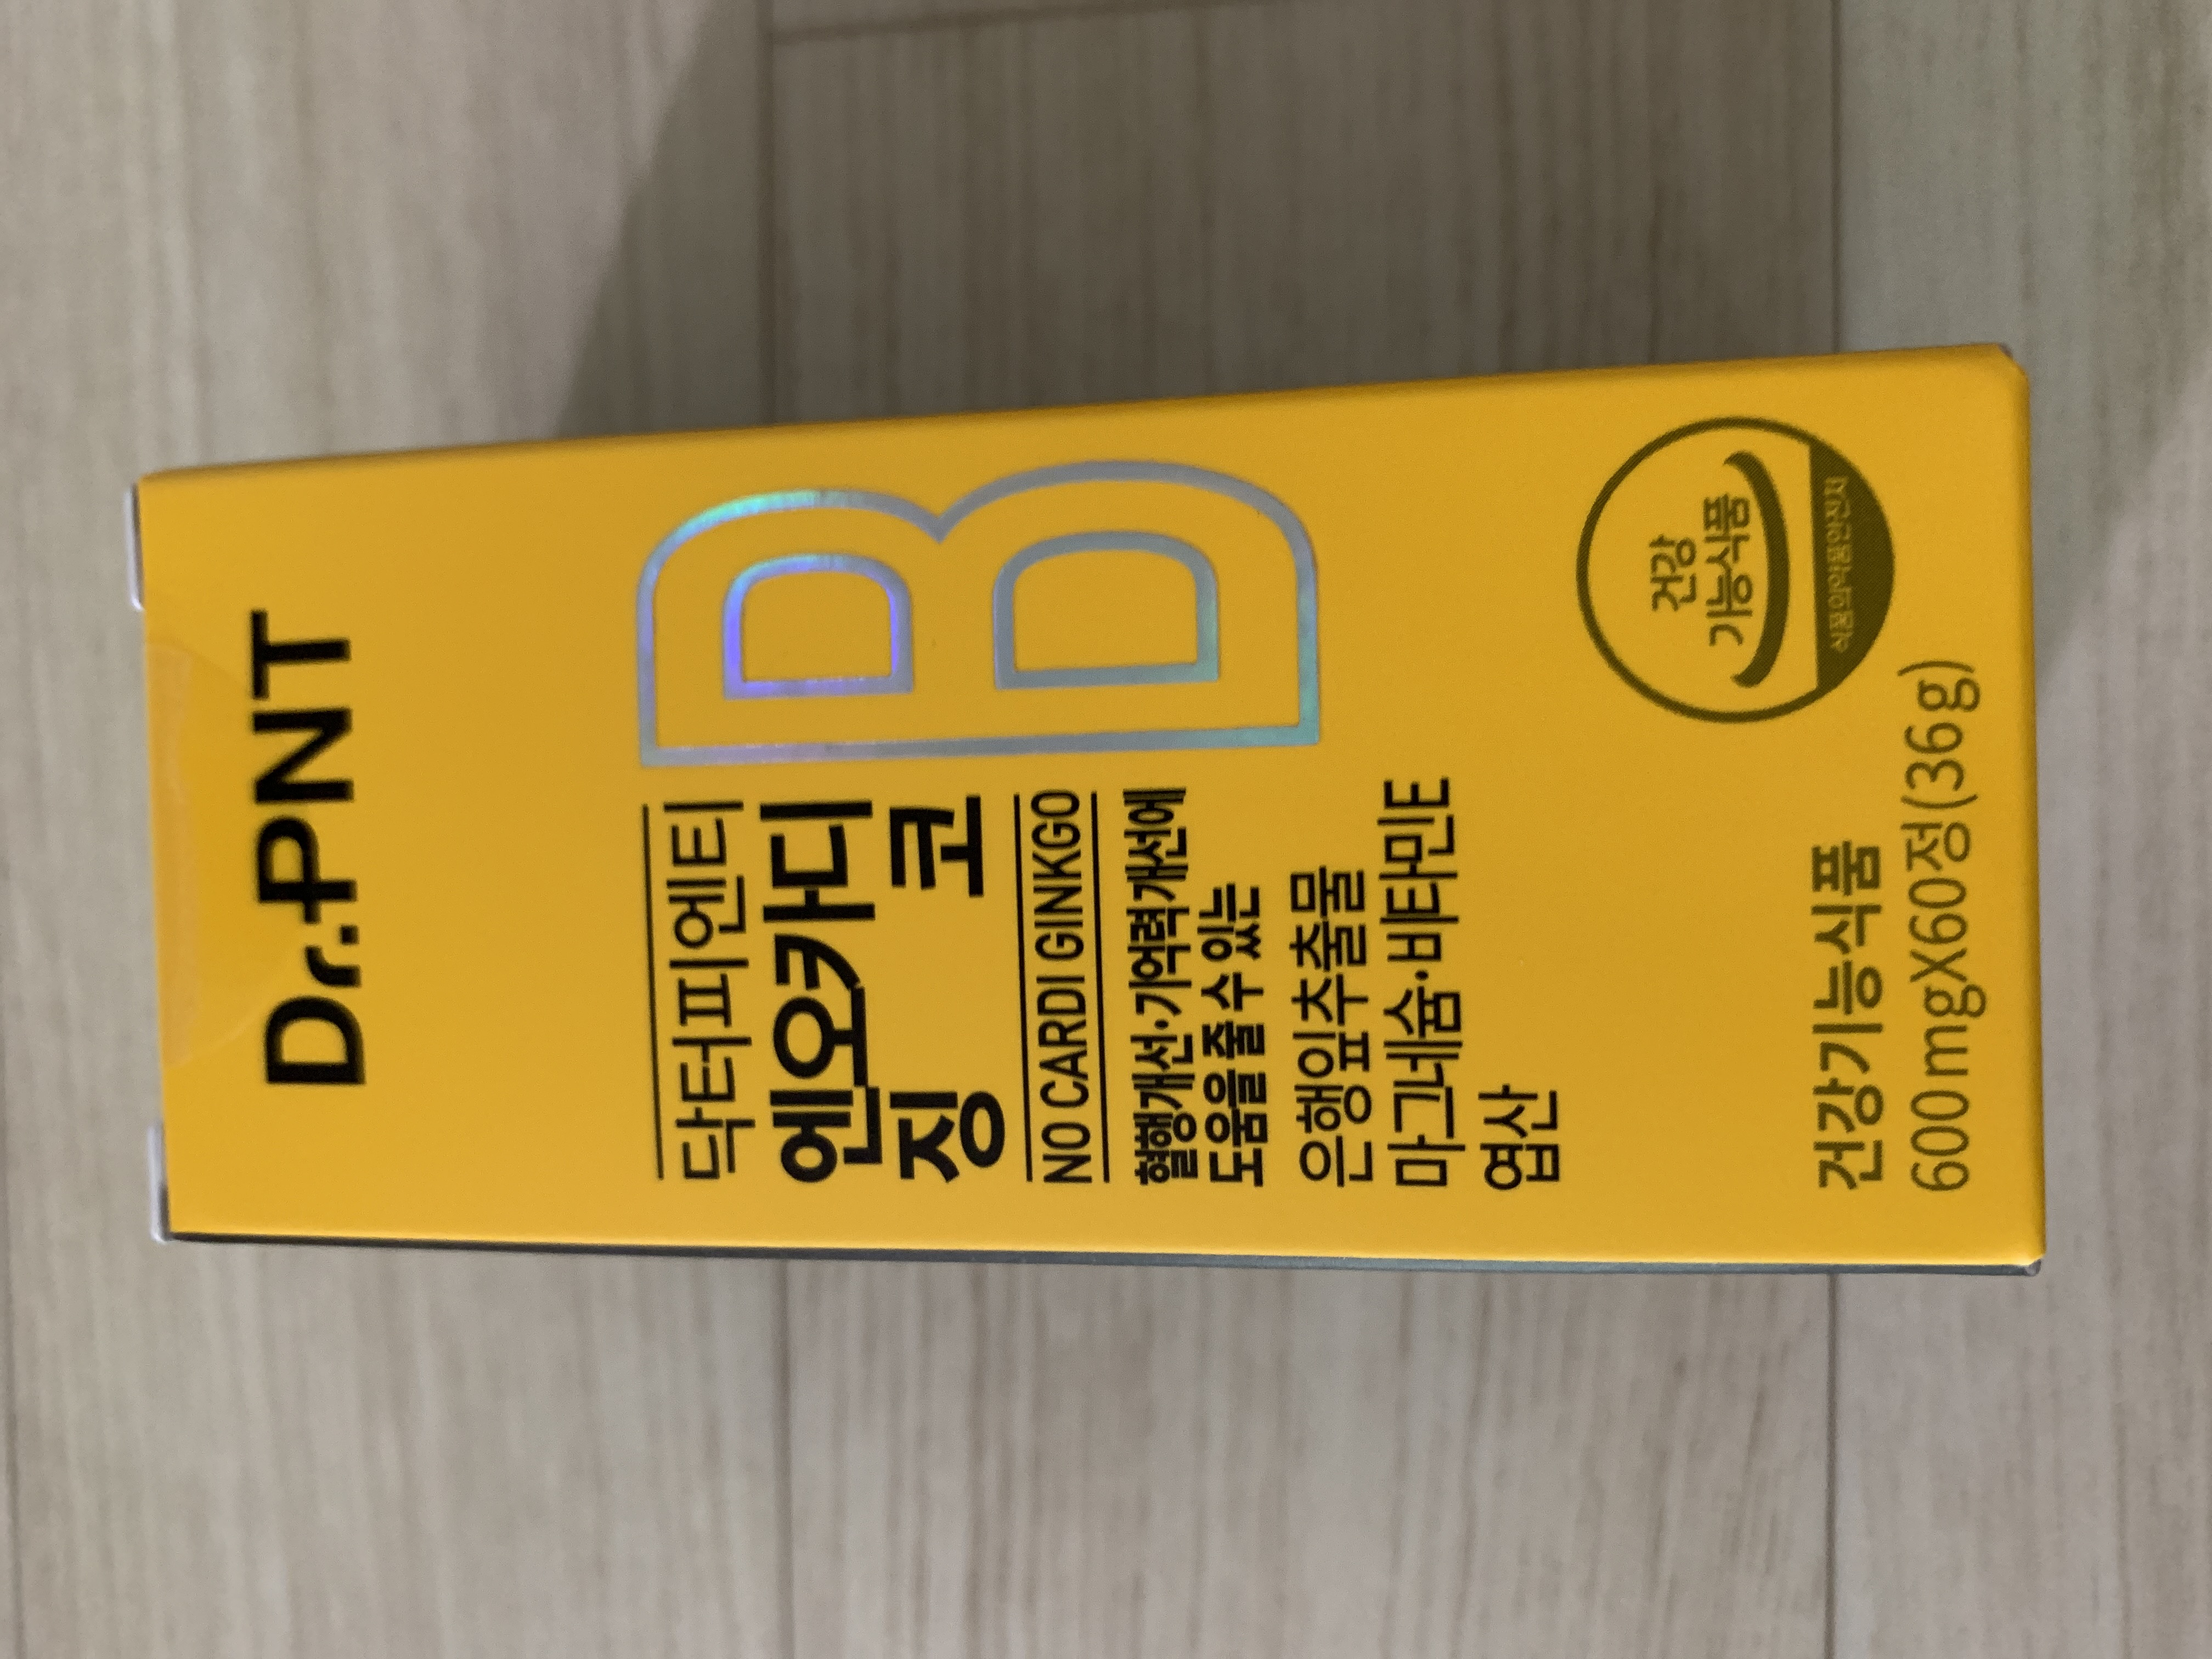 Dr.PNT
닥터피엔티
엔오카디
징 코
NO CARDI GINKGO
혈행개선·기억력개선에
도움을 줄 수 있는
은행잎추출물
마그네슘·비타민E
엽산
B
건강
기능식품
식품의약품안전처
건강기능식품
600mgX60정(36g)